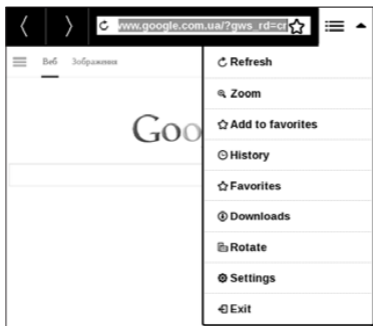 www.google.com.ua/?gws_rd=cr
Веб Зображення
Goo
Refresh
Zoom
Add to favorites
History
Favorites
Downloads
Rotate
Settings
Exit